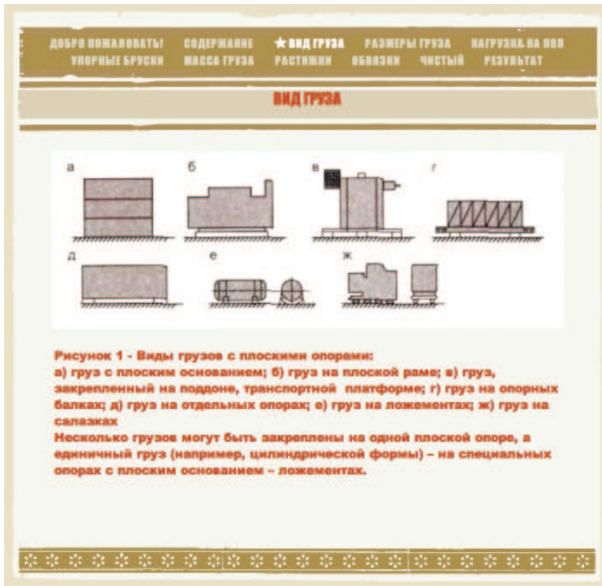 ДОБРО ПОЖАЛОВАТЬ! СОДЕРЖАНИЕ ★ ВИД ГРУЗА РАЗМЕРЫ ГРУЗА НАГРУЗКА НА ПОЛ
УПОРНЫЕ БРУСКИ МАССА ГРУЗА РАСТЯЖКИ ОБВЯЗКИ ЧИСТЫЙ РЕЗУЛЬТАТ
ВИД ГРУЗА
а б в г
д е ж
Рисунок 1 - Виды грузов с плоскими опорами:
а) груз с плоским основанием; б) груз на плоской раме; в) груз,
закрепленный на поддоне, транспортной платформе; г) груз на опорных
балках; д) груз на отдельных опорах; е) груз на ложементах; ж) груз на
салазках
Несколько грузов могут быть закреплены на одной плоской опоре, а
единичный груз (например, цилиндрической формы) – на специальных
опорах с плоским основанием – ложементах.